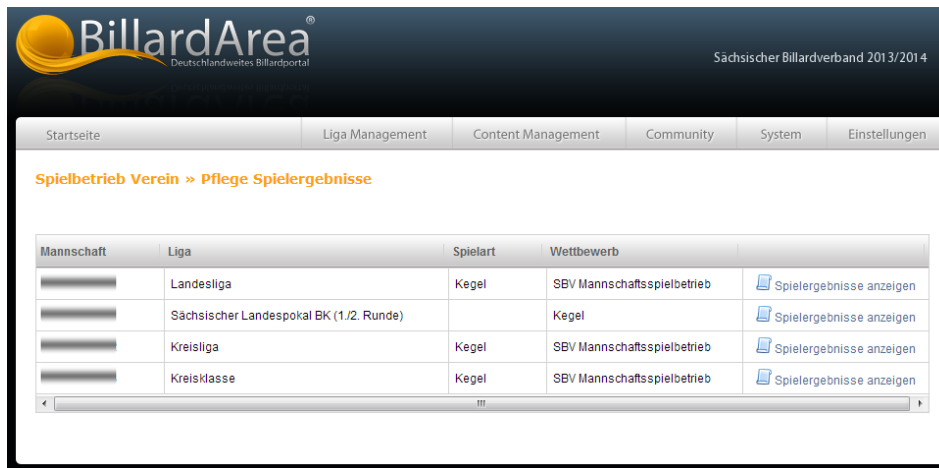 BillardArea®
Deutschlandweites Billardportal
Sächsischer Billardverband 2013/2014
Startseite Liga Management Content Management Community System Einstellungen
Spielbetrieb Verein » Pflege Spielergebnisse
Mannschaft Liga Spielart Wettbewerb
Landesliga Kegel SBV Mannschaftsspielbetrieb Spielergebnisse anzeigen
Sächsischer Landespokal BK (1./2. Runde) Kegel Spielergebnisse anzeigen
Kreisliga Kegel SBV Mannschaftsspielbetrieb Spielergebnisse anzeigen
Kreisklasse Kegel SBV Mannschaftsspielbetrieb Spielergebnisse anzeigen